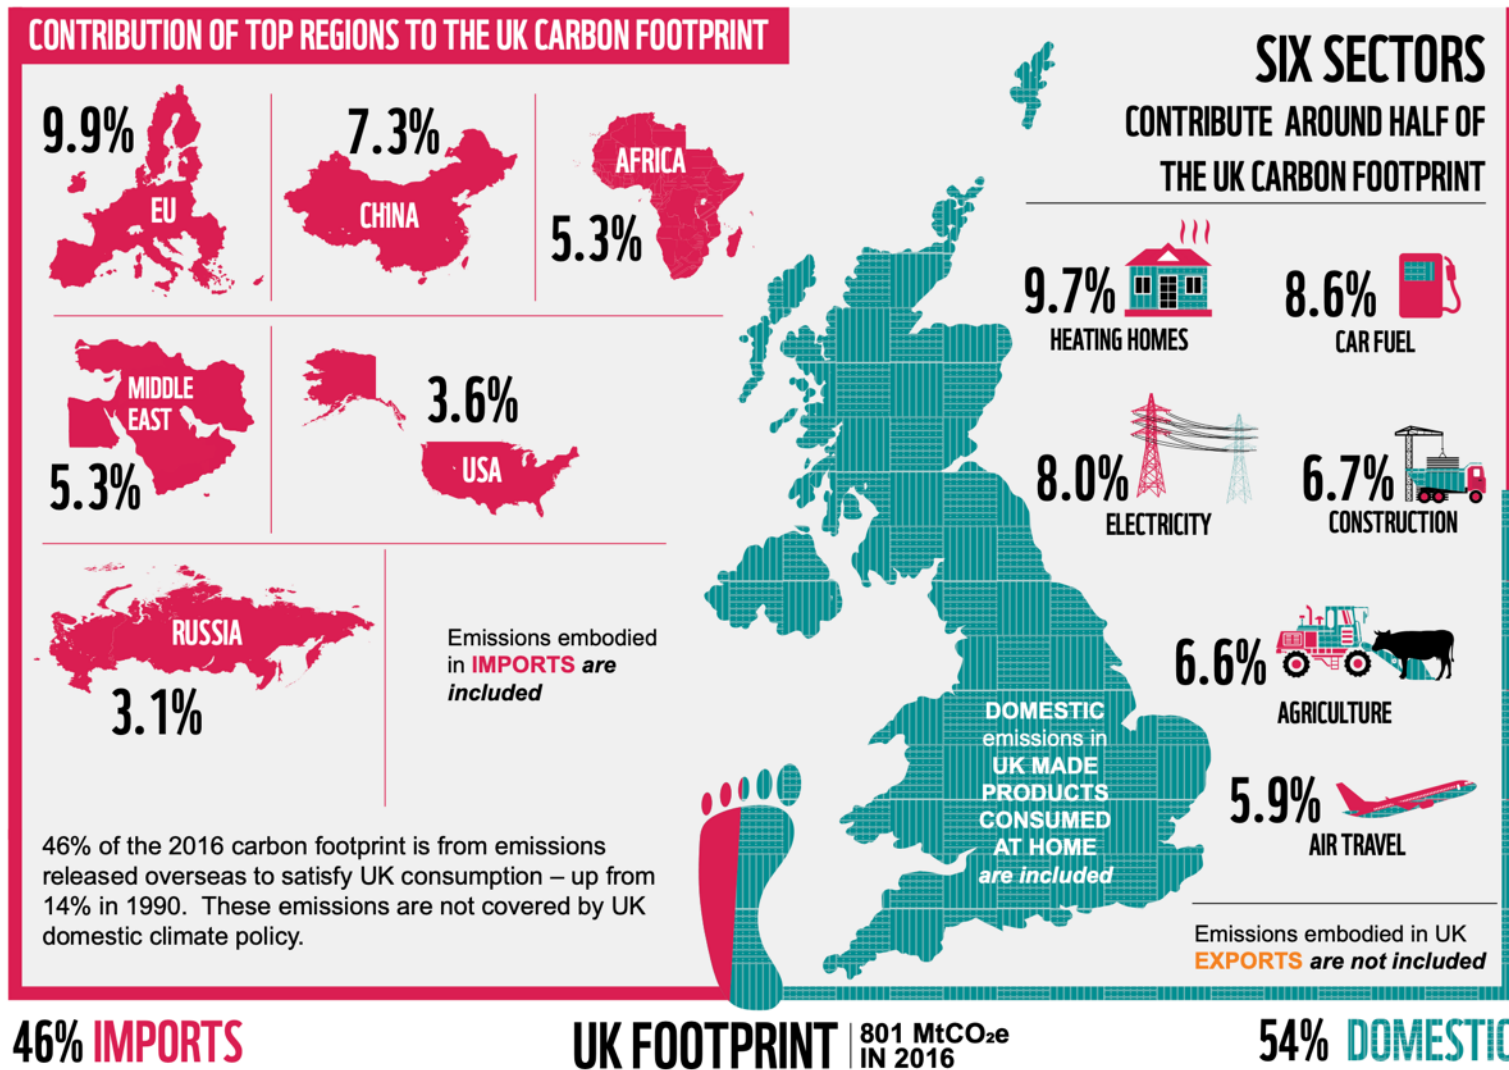 CONTRIBUTION OF TOP REGIONS TO THE UK CARBON FOOTPRINT
9.9%
EU
7.3%
CHINA
AFRICA
5.3%
MIDDLE
EAST
5.3%
3.6%
USA
RUSSIA
3.1%
Emissions embodied
in IMPORTS are
included
46% of the 2016 carbon footprint is from emissions
released overseas to satisfy UK consumption – up from
14% in 1990. These emissions are not covered by UK
domestic climate policy.
DOMESTIC
emissions in
UK MADE
PRODUCTS
CONSUMED
AT HOME
are included
SIX SECTORS
CONTRIBUTE AROUND HALF OF
THE UK CARBON FOOTPRINT
9.7%
HEATING HOMES
8.6%
CAR FUEL
8.0%
ELECTRICITY
6.7%
CONSTRUCTION
6.6%
AGRICULTURE
5.9%
AIR TRAVEL
Emissions embodied in UK
EXPORTS are not included
46% IMPORTS
UK FOOTPRINT
801 MtCO₂e
IN 2016
54% DOMESTIC